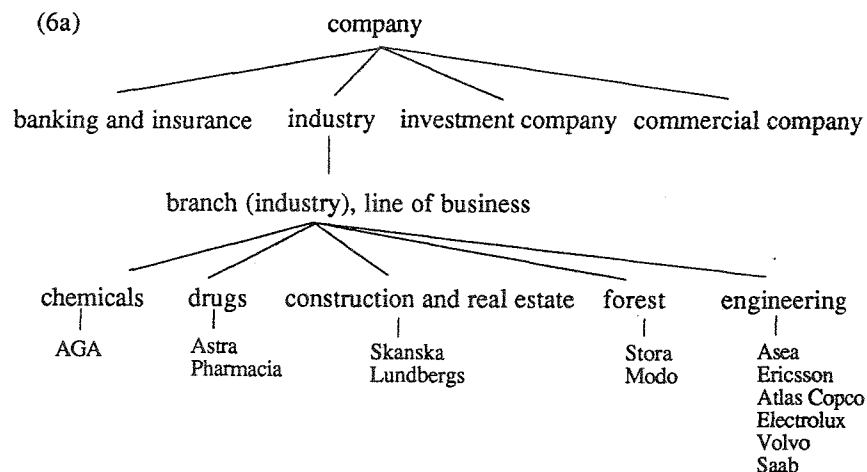 (6a) company
banking and insurance industry investment company commercial company
branch (industry), line of business
chemicals drugs construction and real estate forest engineering
AGA Astra Skanska Stora Asea
Pharmacia Lundbergs Modo Ericsson
Atlas Copco
Electrolux
Volvo
Saab